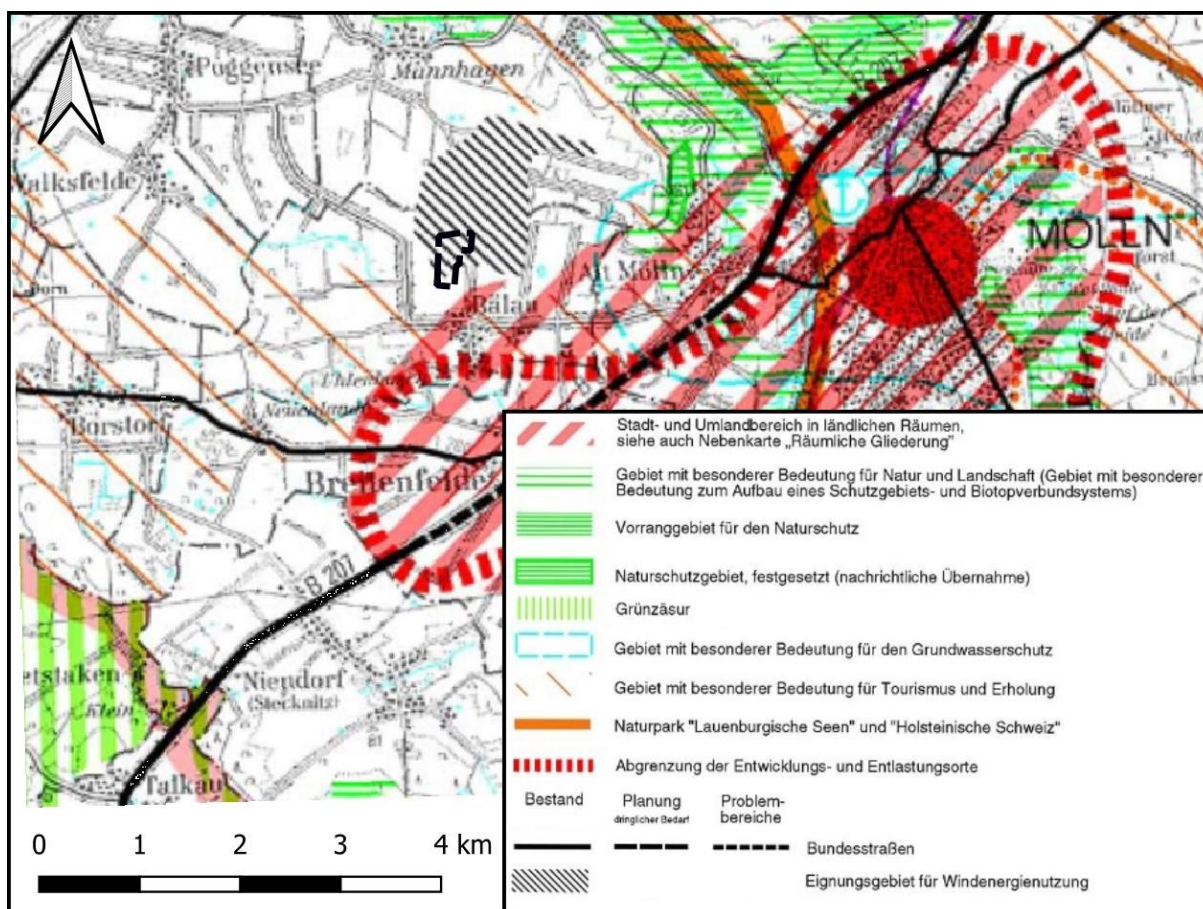 Poggensee
Mannhagen
Walksfelde
MÖLLN
Alt Mölln
Bälau
Borstorf
Neuenlande
Breitenfelde
B 207
Niendorf
(Stecknitz)
Klein
Talkau
0 1 2 3 4 km
Stadt- und Umlandbereich in ländlichen Räumen,
siehe auch Nebenkarte „Räumliche Gliederung"
Gebiet mit besonderer Bedeutung für Natur und Landschaft (Gebiet mit besonderer
Bedeutung zum Aufbau eines Schutzgebiets- und Biotopverbundsystems)
Vorranggebiet für den Naturschutz
Naturschutzgebiet, festgesetzt (nachrichtliche Übernahme)
Grünzäsur
Gebiet mit besonderer Bedeutung für den Grundwasserschutz
Gebiet mit besonderer Bedeutung für Tourismus und Erholung
Naturpark "Lauenburgische Seen" und "Holsteinische Schweiz"
Abgrenzung der Entwicklungs- und Entlastungsorte
Bestand Planung Problem-
dringlicher Bedarf bereiche
Bundesstraßen
Eignungsgebiet für Windenergienutzung